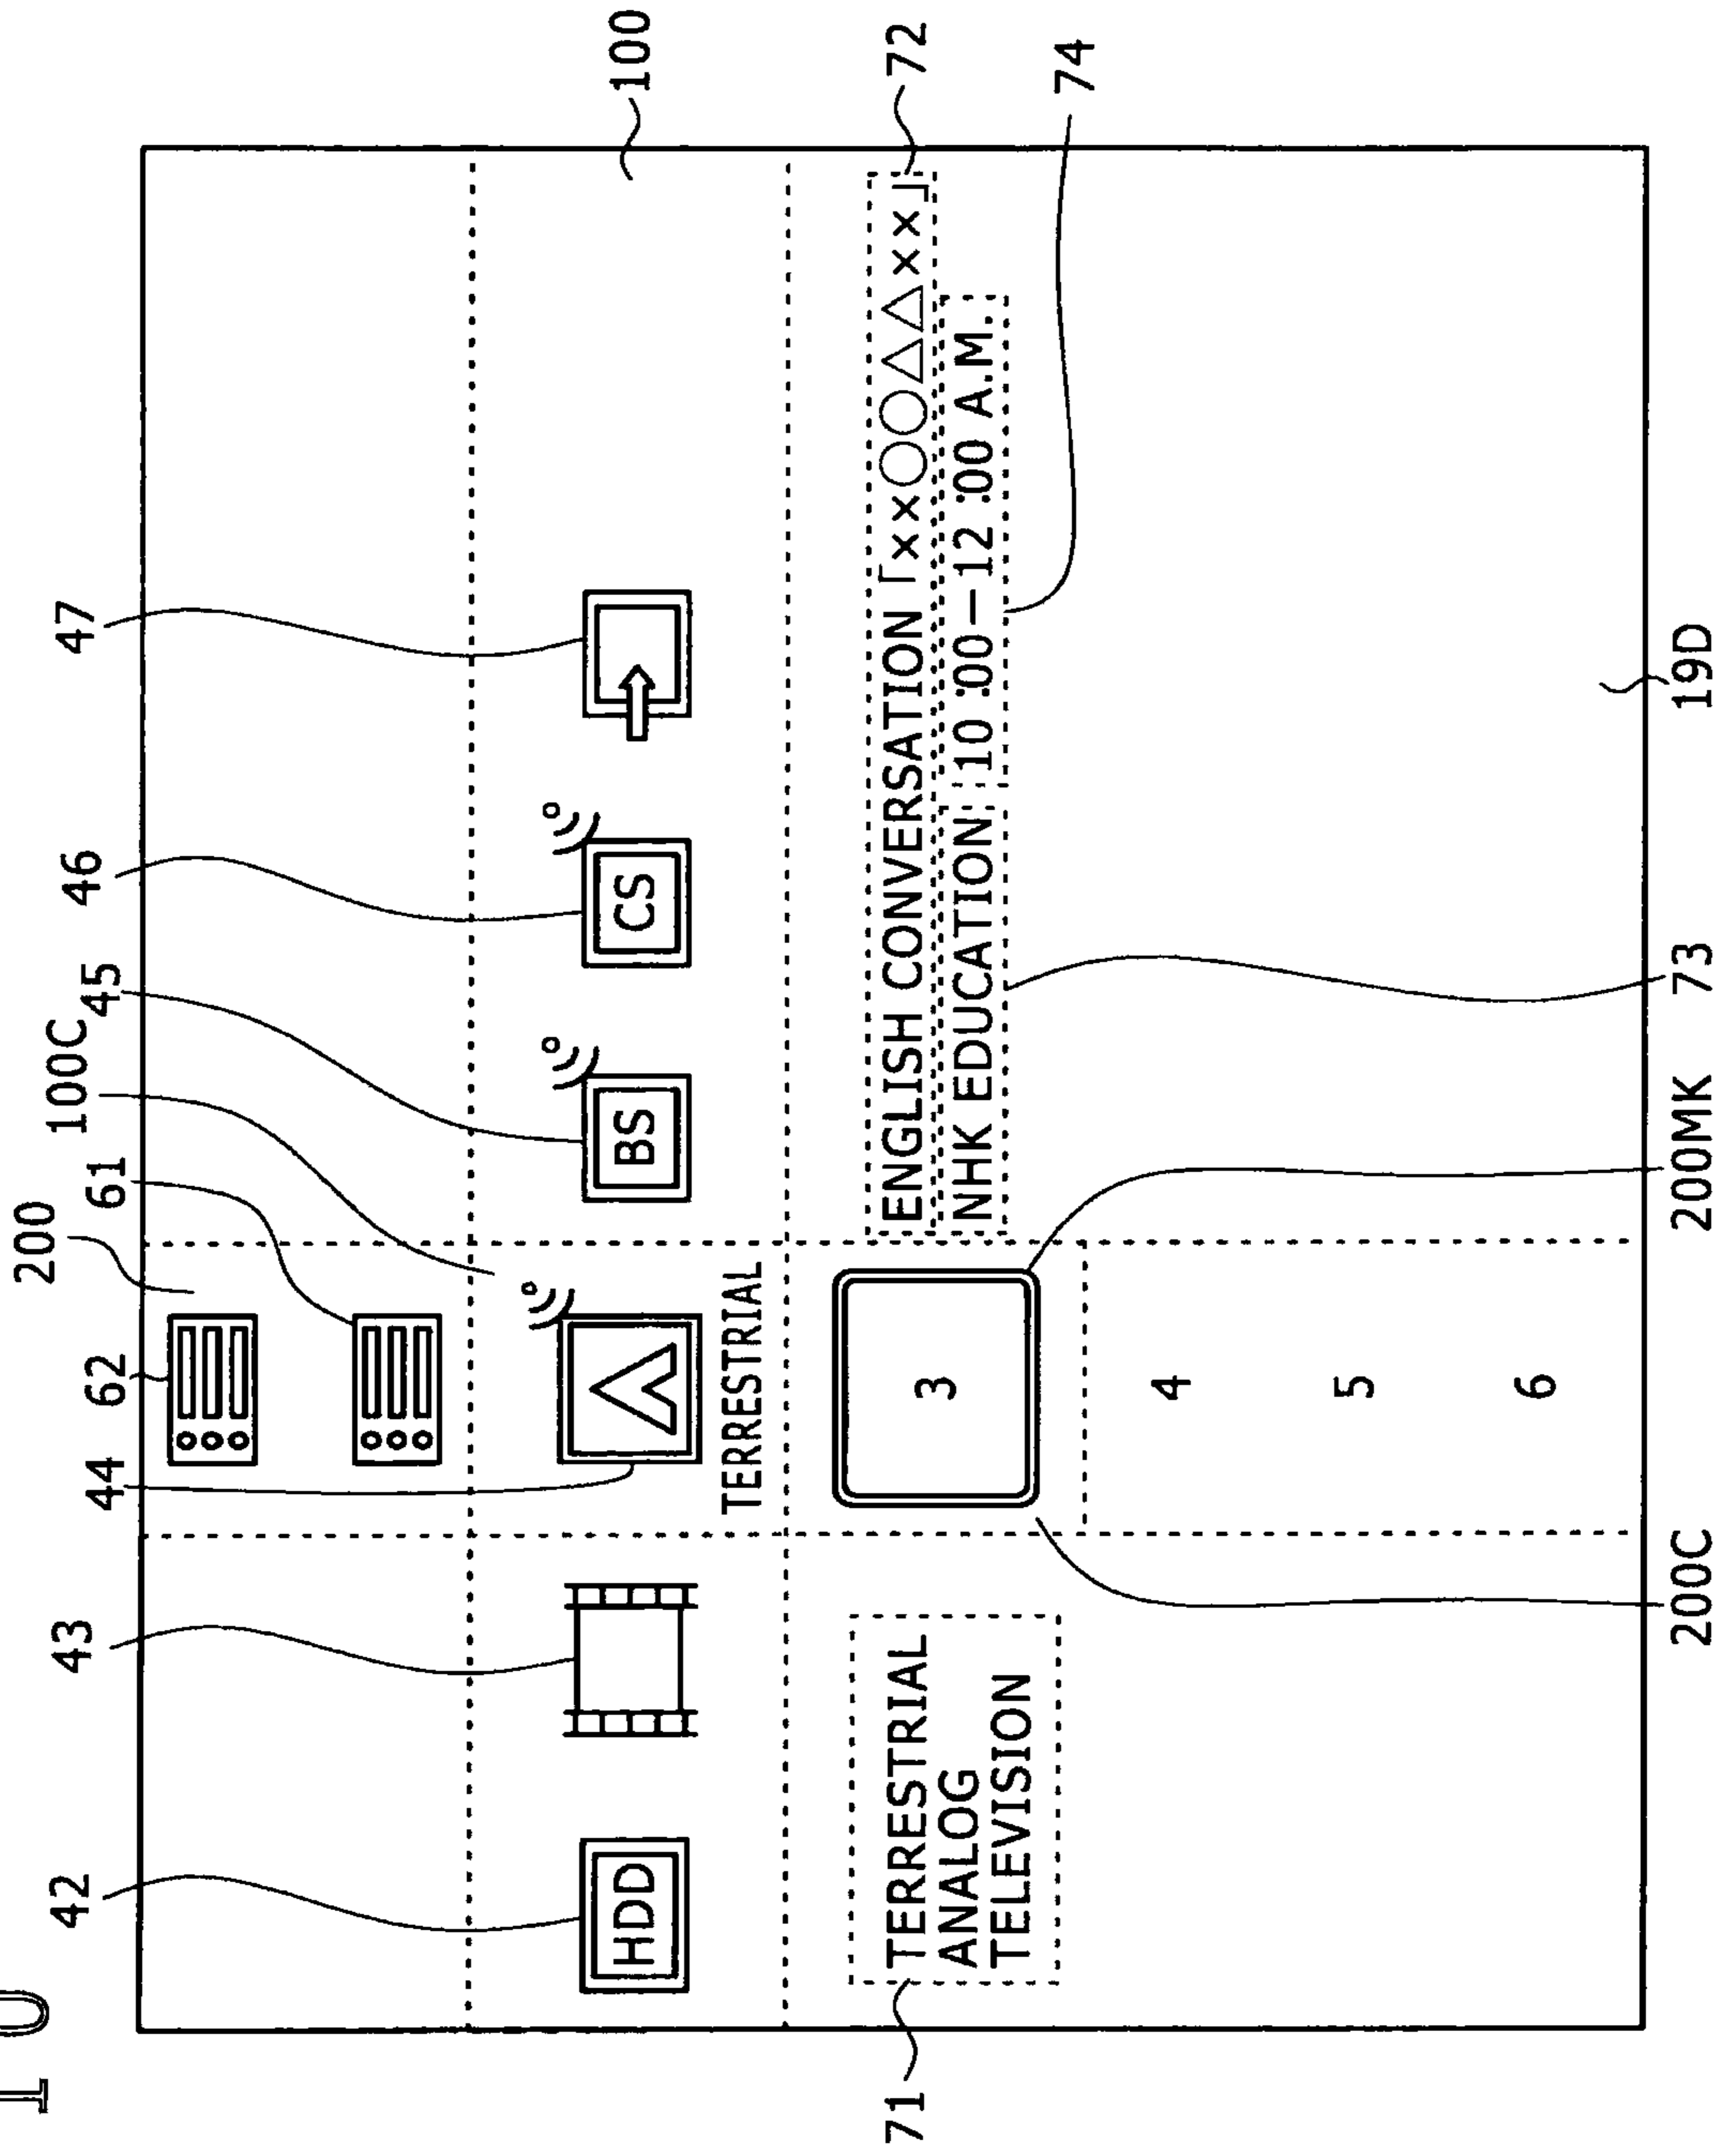 10
200
61
100C
62
45
46
47
44
43
42
100
HDD
BS
CS
TERRESTRIAL
72
74
71
TERRESTRIAL
ANALOG
TELEVISION
3
ENGLISH CONVERSATION「××○○△△××」
NHK EDUCATION 10:00—12:00 A.M.
4
5
6
200C
200MK
73
19D